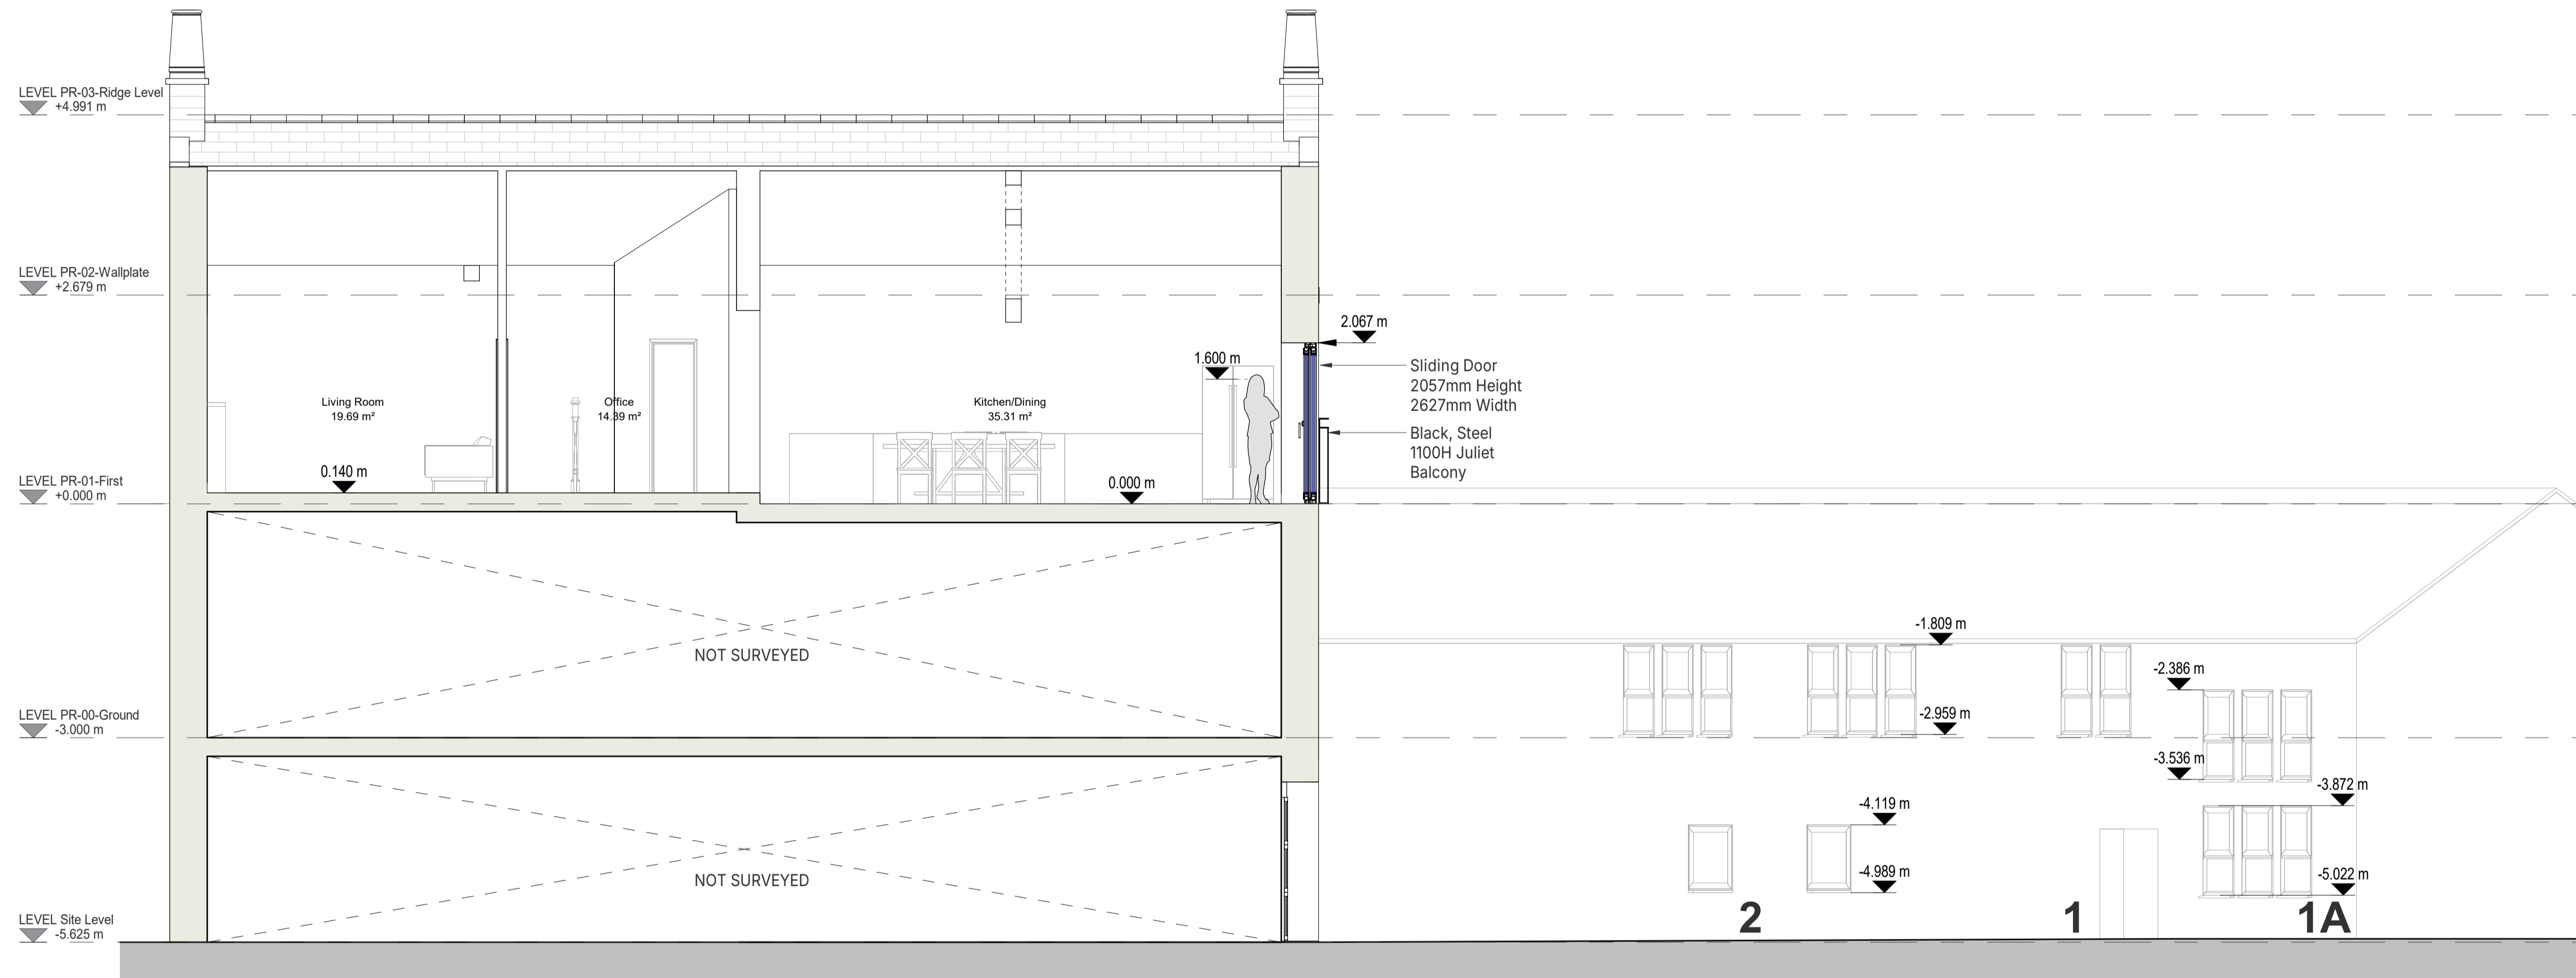 LEVEL PR-03-Ridge Level
+4.991 m
LEVEL PR-02-Wallplate
+2.679 m
2.067 m
Sliding Door
2057mm Height
2627mm Width
1.600 m
Living Room
19.69 m²
Office
14.39 m²
Kitchen/Dining
35.31 m²
Black, Steel
1100H Juliet
Balcony
0.140 m
0.000 m
LEVEL PR-01-First
+0.000 m
NOT SURVEYED
-1.809 m
-2.386 m
LEVEL PR-00-Ground
-3.000 m
-2.959 m
-3.536 m
-3.872 m
-4.119 m
-4.989 m
-5.022 m
NOT SURVEYED
LEVEL Site Level
-5.625 m
2
1
1A